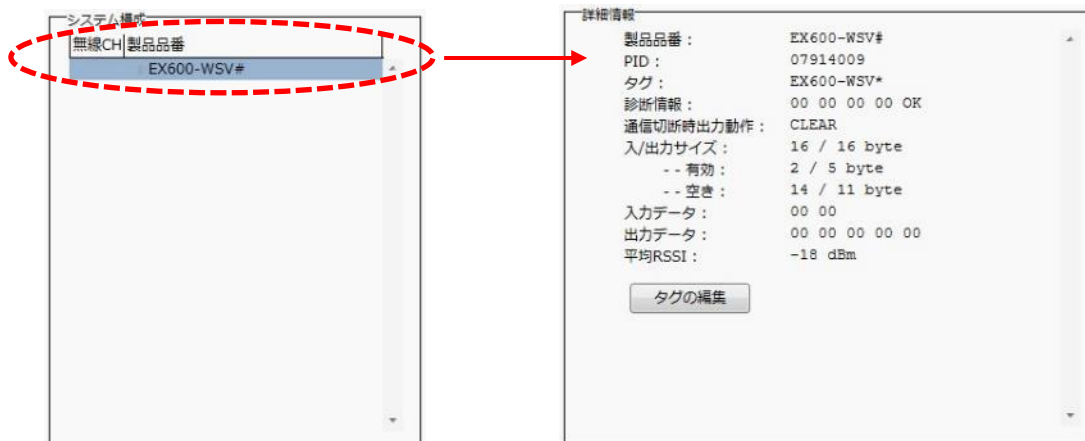 システム構成
無線CH 製品品番
EX600-WSV#
詳細情報
製品品番： EX600-WSV#
PID： 07914009
タグ： EX600-WSV*
診断情報： 00 00 00 00 OK
通信切断時出力動作： CLEAR
入/出力サイズ： 16 / 16 byte
--有効： 2 / 5 byte
--空き： 14 / 11 byte
入力データ： 00 00
出力データ： 00 00 00 00 00
平均RSSI： -18 dBm
タグの編集